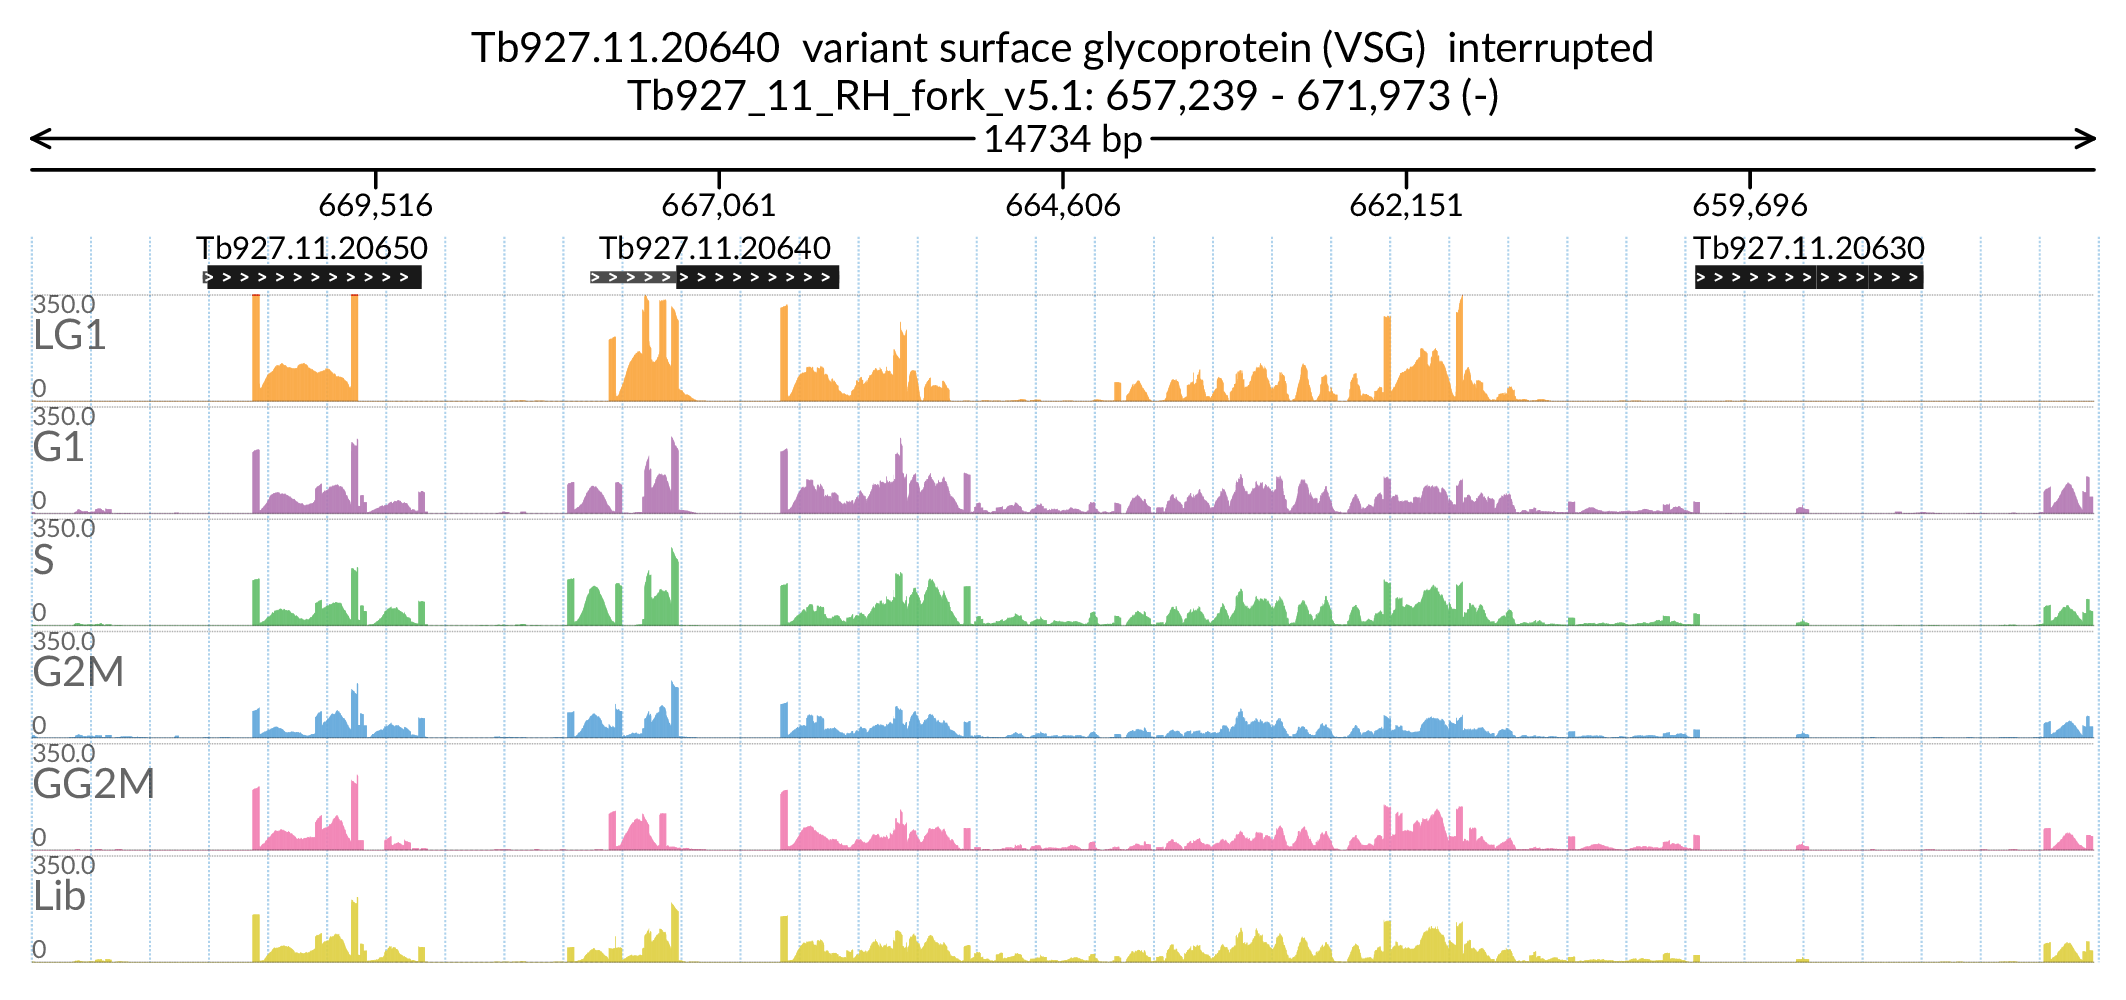 Tb927.11.20640  variant surface glycoprotein (VSG)  interrupted
Tb927_11_RH_fork_v5.1: 657,239 - 671,973 (-)
14734 bp
669,516 667,061 664,606 662,151 659,696
Tb927.11.20650 Tb927.11.20640 Tb927.11.20630
350.0
LG1
0
350.0
G1
0
350.0
S
0
350.0
G2M
0
350.0
GG2M
0
350.0
Lib
0